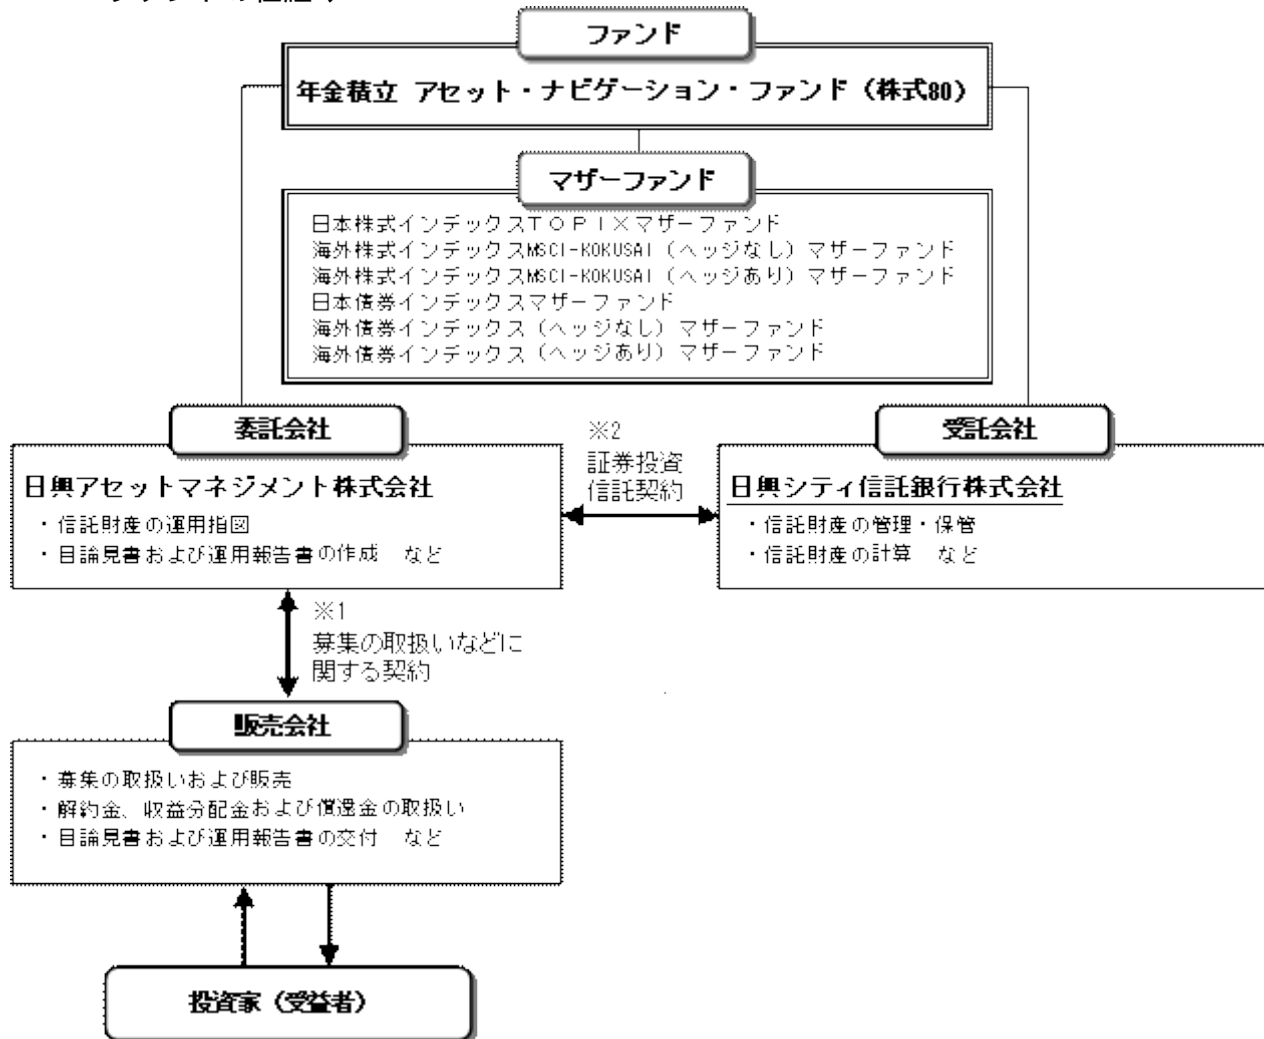 ファンドの仕組み
ファンド
年金積立 アセット・ナビゲーション・ファンド（株式80）
マザーファンド
日本株式インデックスＴＯＰＩＸマザーファンド
海外株式インデックスMSCI-KOKUSAI（ヘッジなし）マザーファンド
海外株式インデックスMSCI-KOKUSAI（ヘッジあり）マザーファンド
日本債券インデックスマザーファンド
海外債券インデックス（ヘッジなし）マザーファンド
海外債券インデックス（ヘッジあり）マザーファンド
委託会社
日興アセットマネジメント株式会社
・信託財産の運用指図
・目論見書および運用報告書の作成　など
※2
証券投資
信託契約
受託会社
日興シティ信託銀行株式会社
・信託財産の管理・保管
・信託財産の計算　など
※1
募集の取扱いなどに
関する契約
販売会社
・募集の取扱いおよび販売
・解約金、収益分配金および償還金の取扱い
・目論見書および運用報告書の交付　など
投資家（受益者）